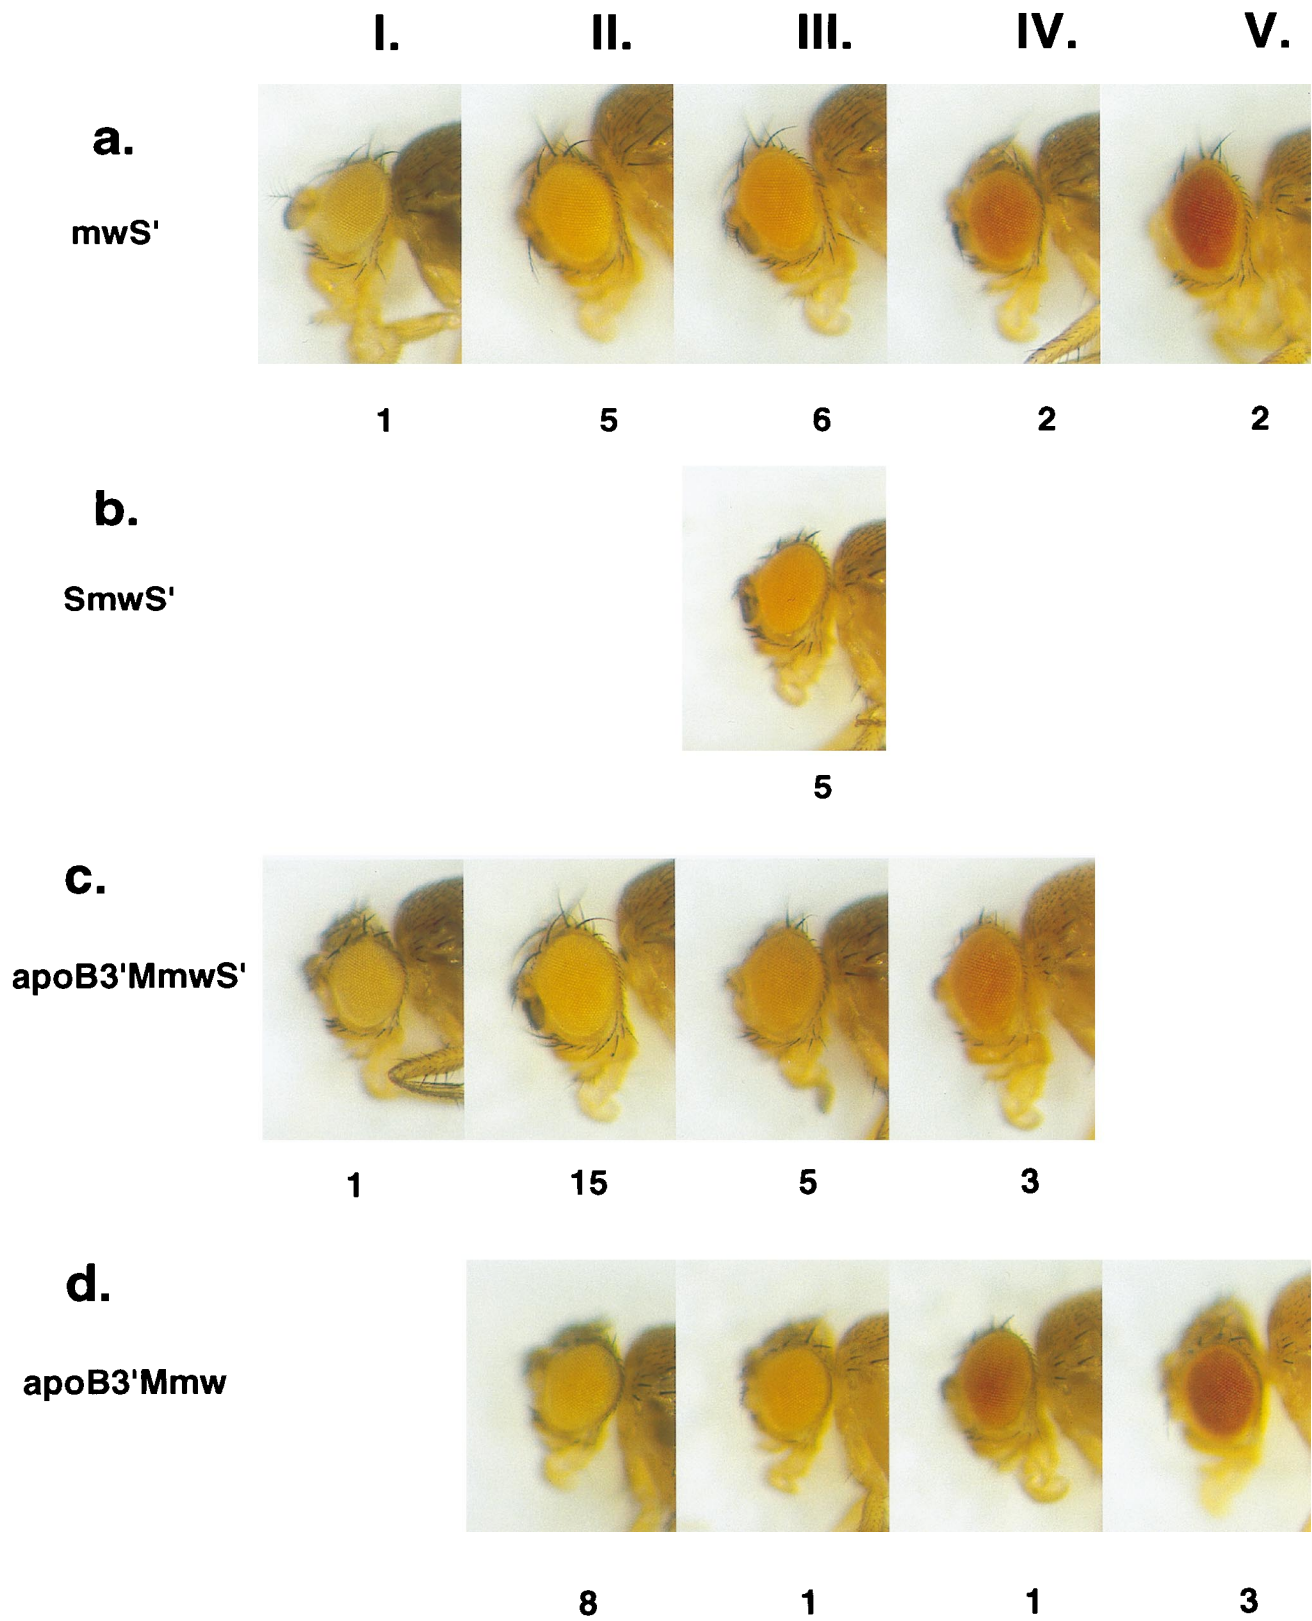 I. II. III. IV. V.
a.
mwS'
1 5 6 2 2
b.
SmwS'
5
c.
apoB3'MmwS'
1 15 5 3
d.
apoB3'Mmw
8 1 1 3